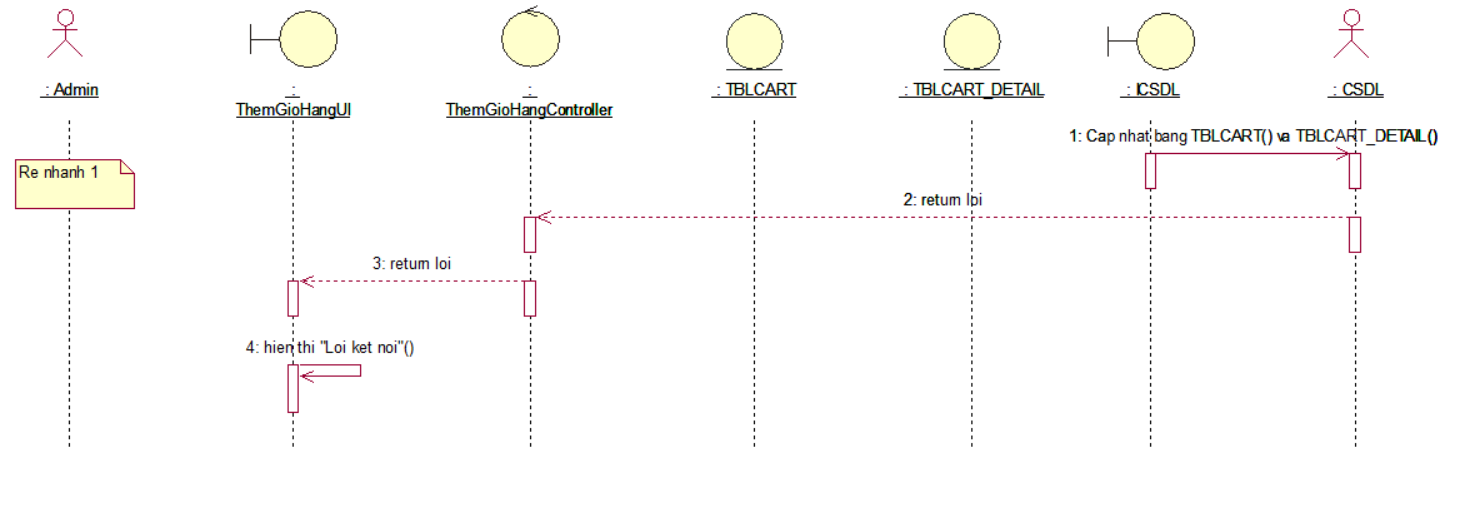 : Admin
:
ThemGioHangUI
:
ThemGioHangController
: TBLCART
: TBLCART_DETAIL
: ICSDL
: CSDL
1: Cap nhat bang TBLCART() va TBLCART_DETAIL()
Re nhanh 1
2: return loi
3: return loi
4: hien thi "Loi ket noi"()